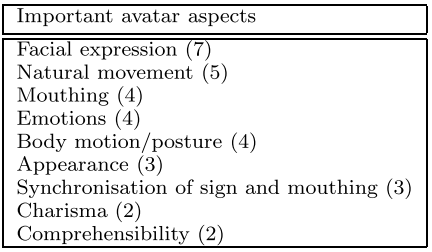 Important avatar aspects
Facial expression (7)
Natural movement (5)
Mouthing (4)
Emotions (4)
Body motion/posture (4)
Appearance (3)
Synchronisation of sign and mouthing (3)
Charisma (2)
Comprehensibility (2)